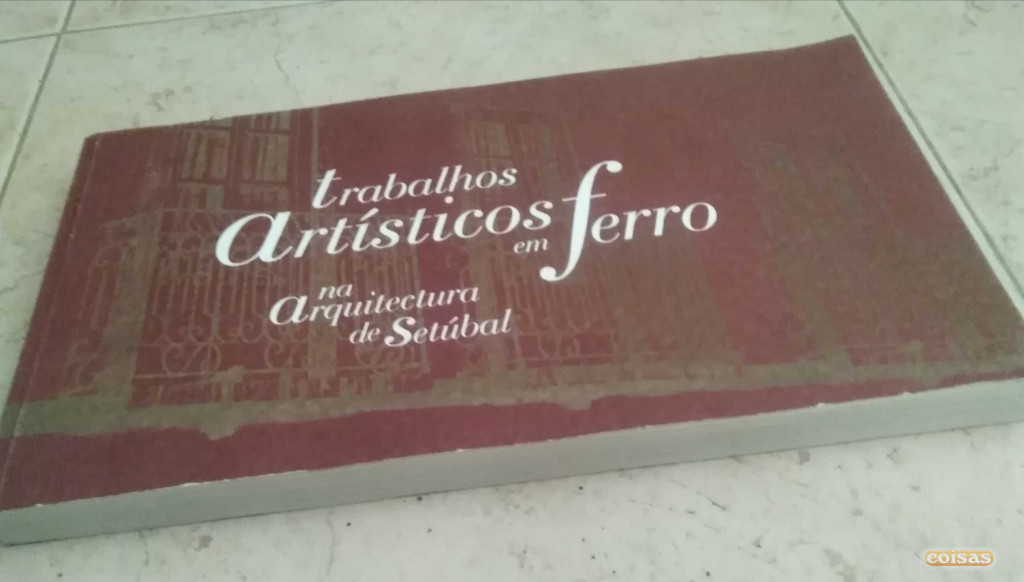 trabalhos
artísticos em ferro
na
arquitectura
de Setúbal
coisas